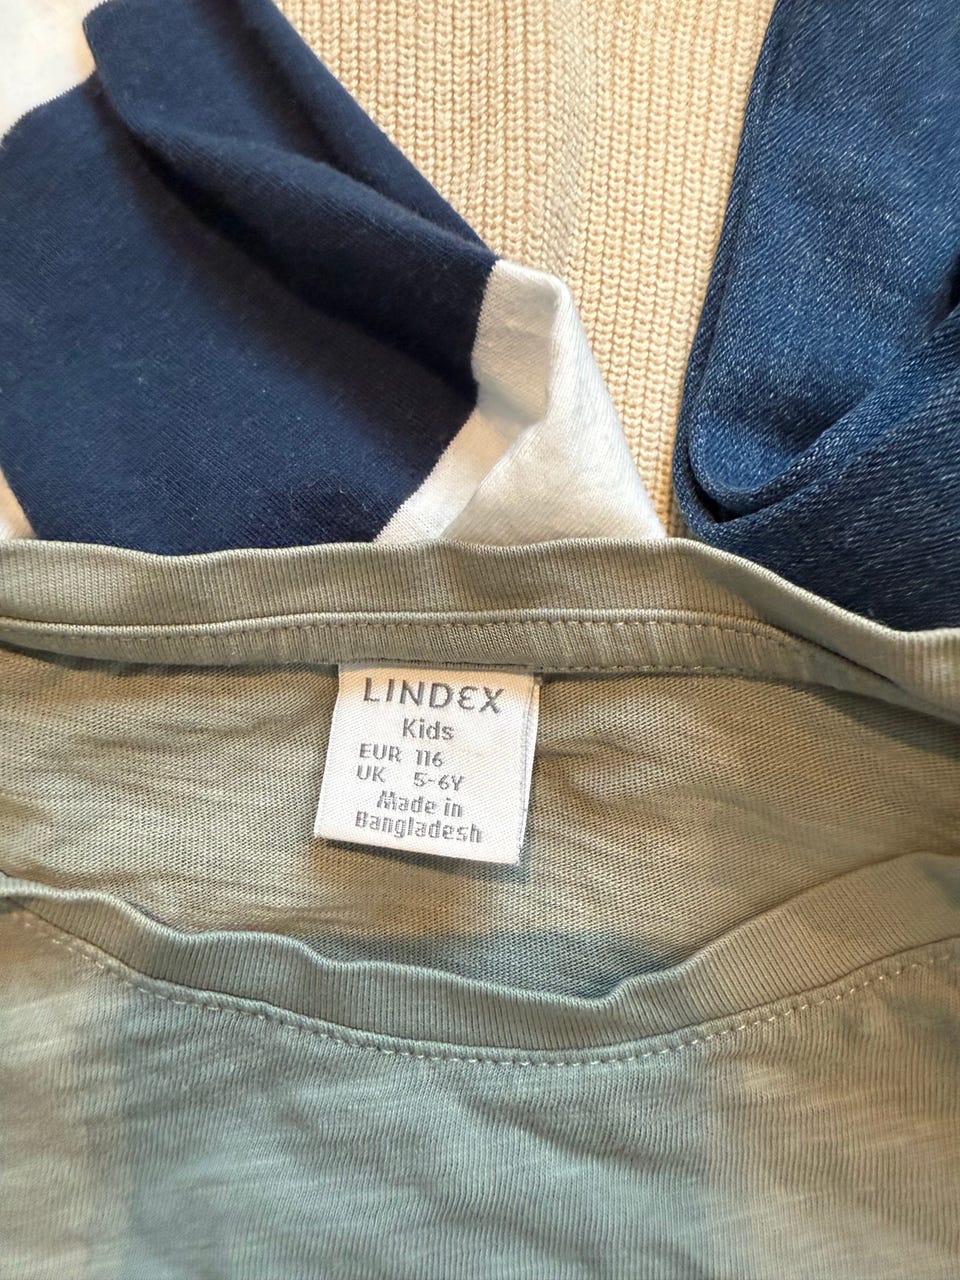 LINDEX
Kids
EUR 116
UK 5-6Y
Made in
Bangladesh